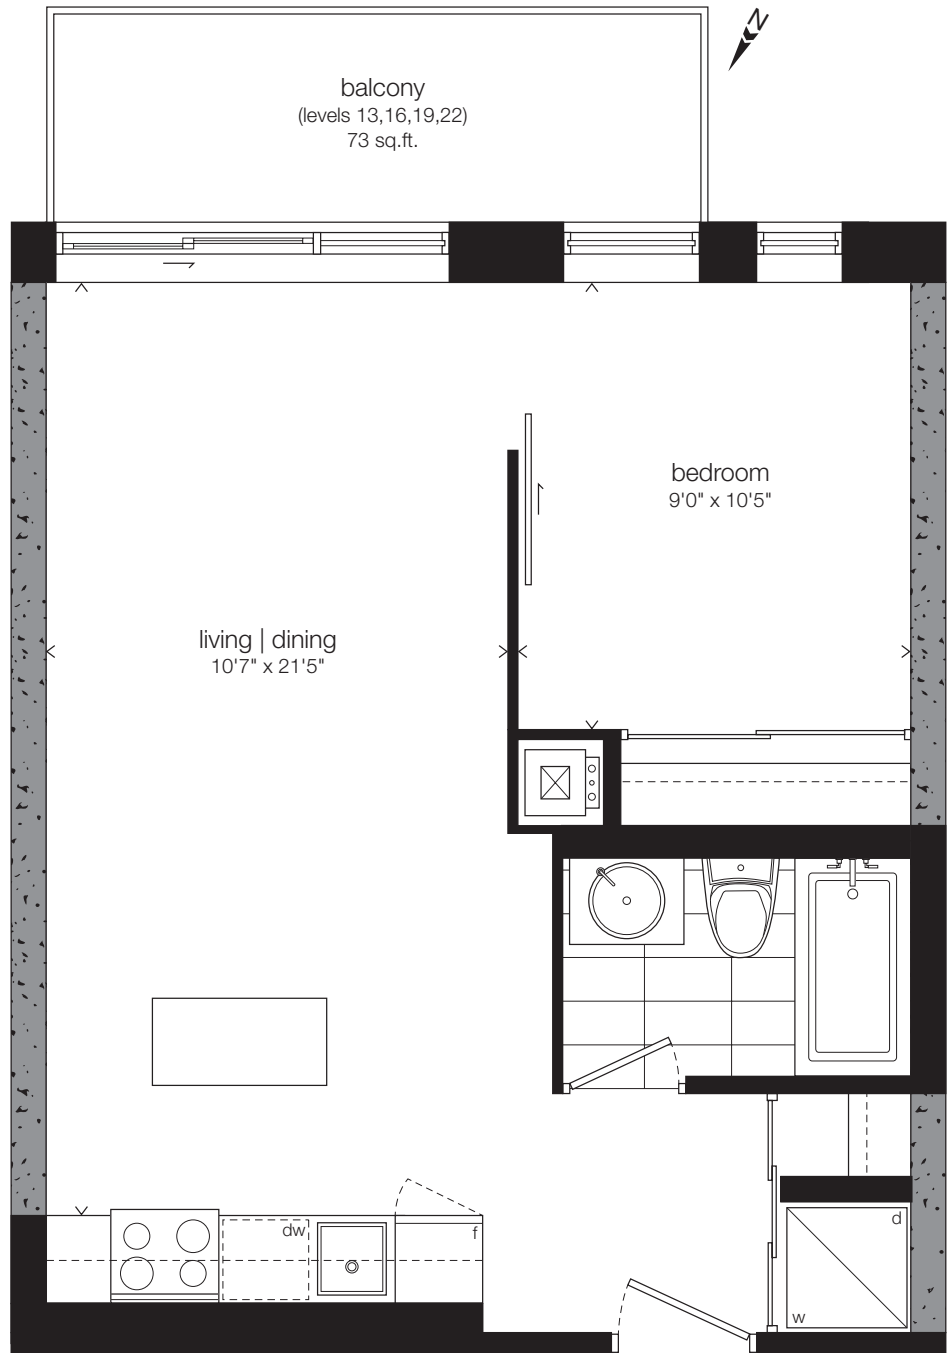 N
balcony
(levels 13,16,19,22)
73 sq.ft.
bedroom
9'0" x 10'5"
living | dining
10'7" x 21'5"
dw
f
d
w